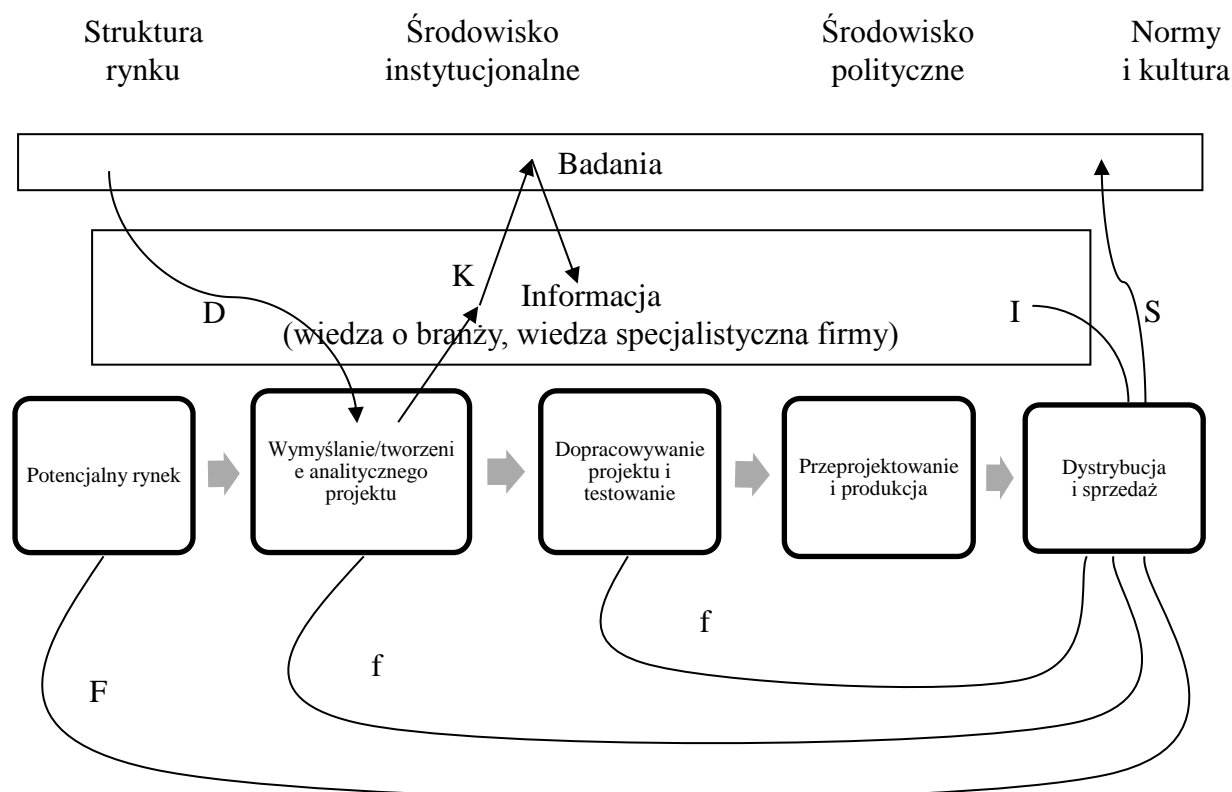 Struktura
rynku
Środowisko
instytucjonalne
Środowisko
polityczne
Normy
i kultura
Badania
K
Informacja
(wiedza o branży, wiedza specjalistyczna firmy)
D
I
S
Potencjalny rynek
Wymyślanie/tworzeni
e analitycznego
projektu
Dopracowywanie
projektu i
testowanie
Przeprojektowanie
i produkcja
Dystrybucja
i sprzedaż
f
f
F